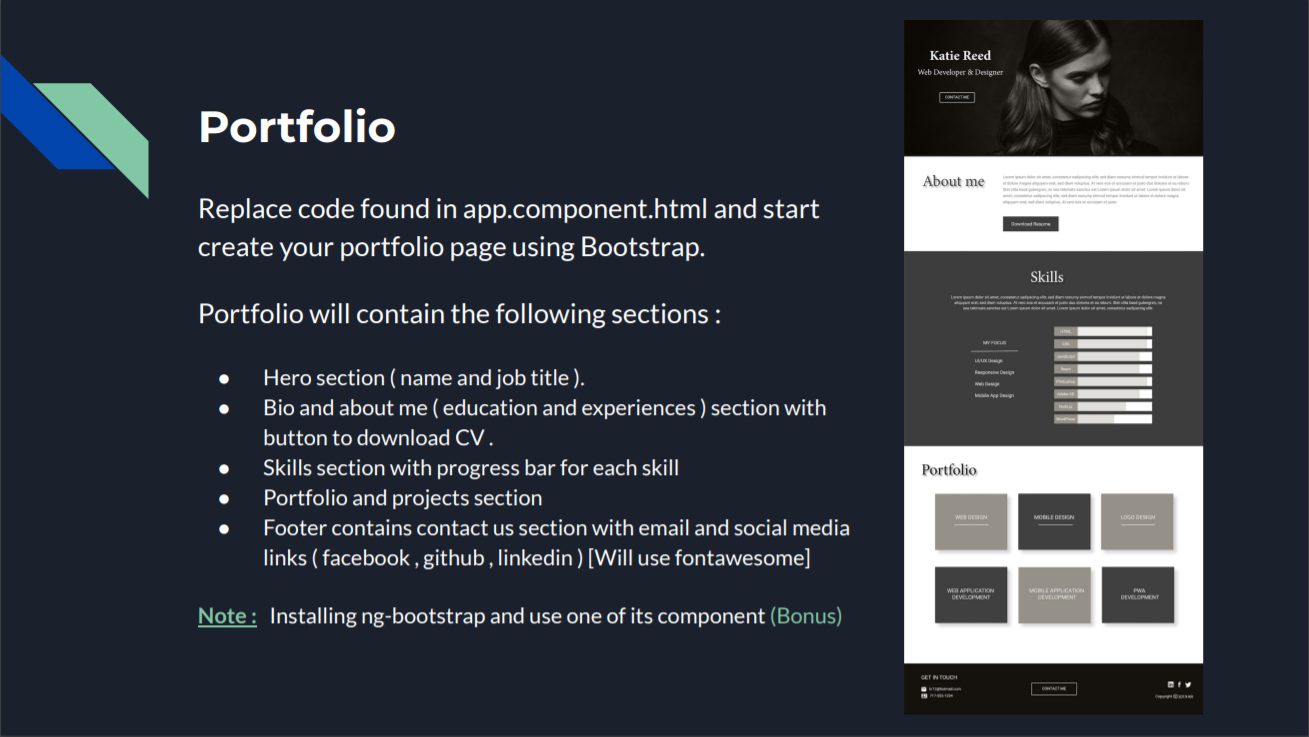 Portfolio
Replace code found in app.component.html and start
create your portfolio page using Bootstrap.
Portfolio will contain the following sections :
● Hero section ( name and job title ).
● Bio and about me ( education and experiences ) section with
button to download CV .
● Skills section with progress bar for each skill
● Portfolio and projects section
● Footer contains contact us section with email and social media
links ( facebook , github , linkedin ) [Will use fontawesome]
Note : Installing ng-bootstrap and use one of its component (Bonus)
Katie Reed
Web Developer & Designer
CONTACT ME
About me
Download Resume
Skills
MY FOCUS
UI/UX Design
Responsive Design
Web Design
Mobile App Design
HTML
CSS
JavaScript
Photoshop
Adobe XD
WordPress
Portfolio
WEB DESIGN
MOBILE DESIGN
LOGO DESIGN
WEB APPLICATION
DEVELOPMENT
MOBILE APPLICATION
DEVELOPMENT
PWA
DEVELOPMENT
GET IN TOUCH
CONTACT ME
Copyright